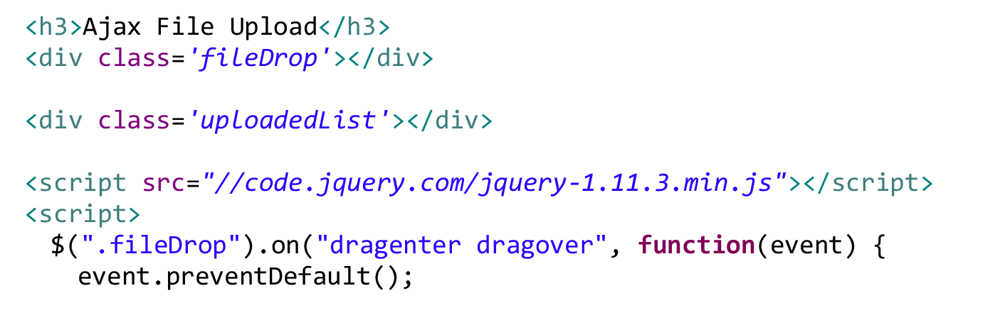 <h3>Ajax File Upload</h3>
<div class='fileDrop'></div>
<div class='uploadedList'></div>
<script src="//code.jquery.com/jquery-1.11.3.min.js"></script>
<script>
$(".fileDrop").on("dragenter dragover", function(event) {
event.preventDefault();